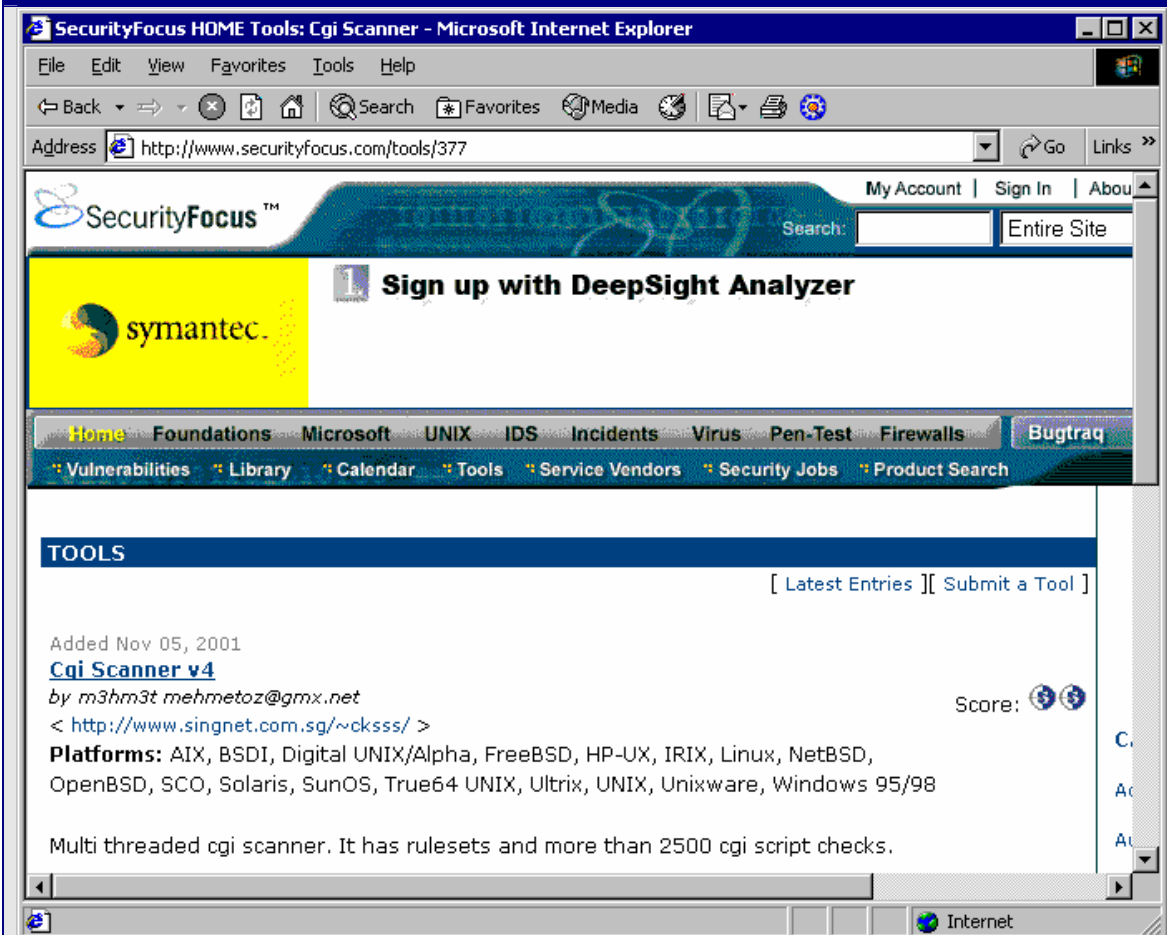 SecurityFocus HOME Tools: Cgi Scanner - Microsoft Internet Explorer
File Edit View Favorites Tools Help
Back Search Favorites Media
Address http://www.securityfocus.com/tools/377 Go Links »
My Account | Sign In | Abou
SecurityFocus™
Search: Entire Site
1 Sign up with DeepSight Analyzer
symantec.
Home Foundations Microsoft UNIX IDS Incidents Virus Pen-Test Firewalls Bugtraq
Vulnerabilities Library Calendar Tools Service Vendors Security Jobs Product Search
TOOLS
[ Latest Entries ][ Submit a Tool ]
Added Nov 05, 2001
Cgi Scanner v4
by m3hm3t mehmetoz@gmx.net
Score:
< http://www.singnet.com.sg/~cksss/ >
Platforms: AIX, BSDI, Digital UNIX/Alpha, FreeBSD, HP-UX, IRIX, Linux, NetBSD,
OpenBSD, SCO, Solaris, SunOS, True64 UNIX, Ultrix, UNIX, Unixware, Windows 95/98
Multi threaded cgi scanner. It has rulesets and more than 2500 cgi script checks.
Internet